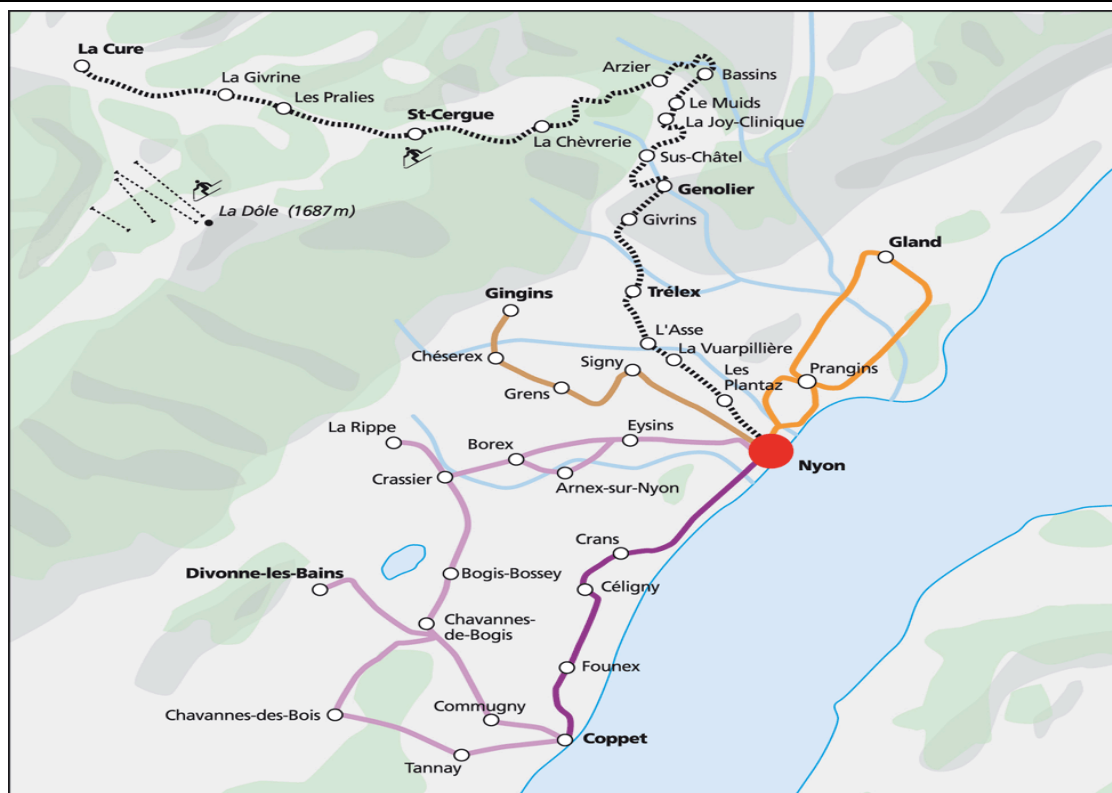 La Cure
La Givrine
Les Pralies
St-Cergue
La Chèvrerie
Arzier
Bassins
Le Muids
La Joy-Clinique
Sus-Châtel
Genolier
Givrins
La Dôle (1687m)
Gland
Trélex
Gingins
L'Asse
La Vuarpillière
Chéserex
Signy
Les
Plantaz
Prangins
Grens
La Rippe
Borex
Eysins
Nyon
Crassier
Arnex-sur-Nyon
Crans
Divonne-les-Bains
Bogis-Bossey
Céligny
Chavannes-
de-Bogis
Founex
Chavannes-des-Bois
Commugny
Coppet
Tannay